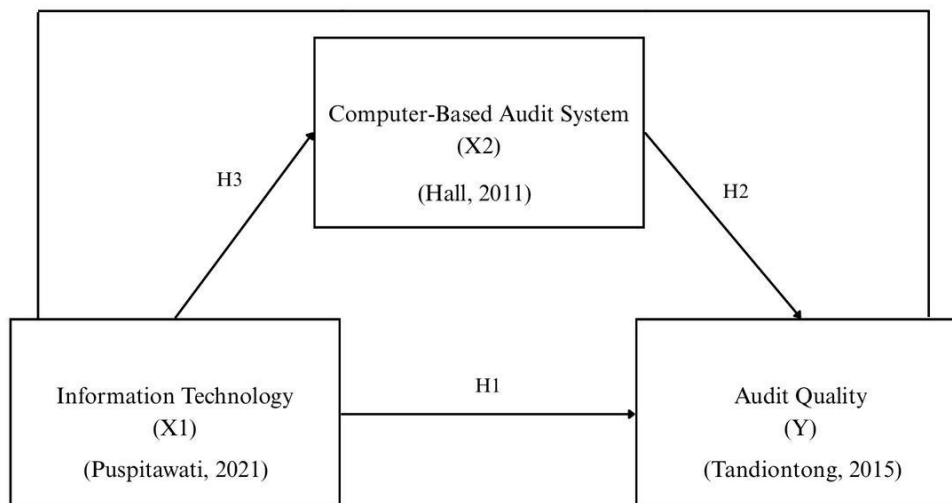 Computer-Based Audit System
(X2)
(Hall, 2011)
H3
H2
Information Technology
(X1)
(Puspitawati, 2021)
H1
Audit Quality
(Y)
(Tandiontong, 2015)